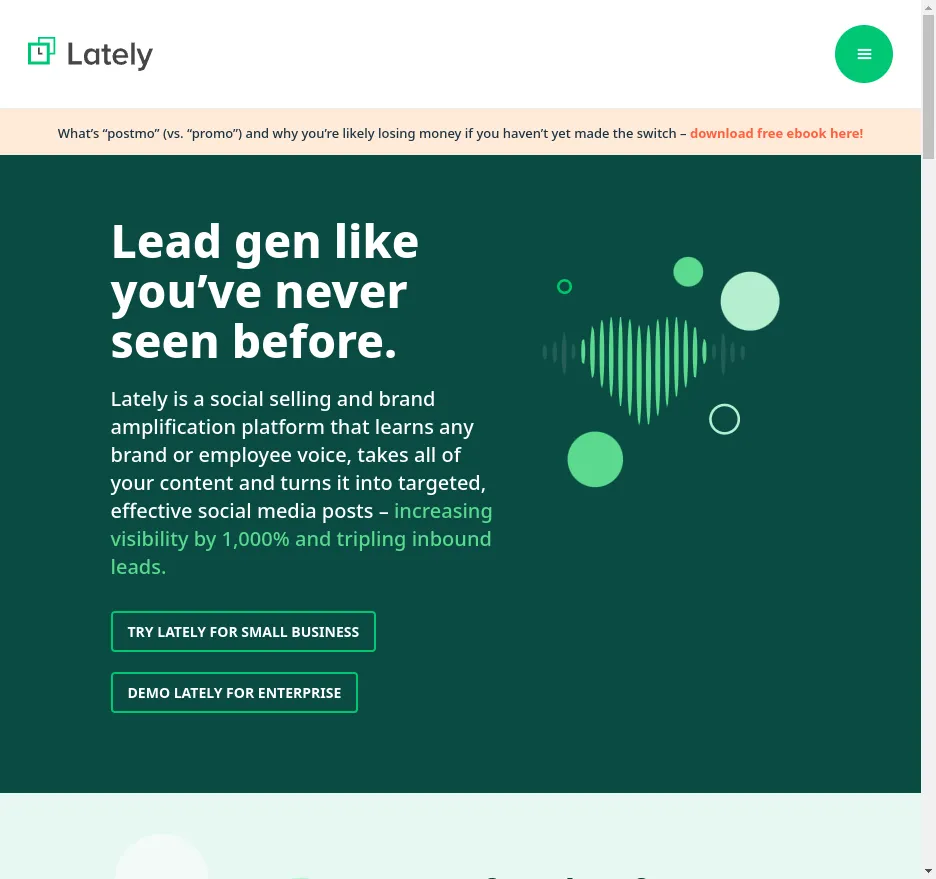 Lately
What’s “postmo” (vs. “promo”) and why you’re likely losing money if you haven’t yet made the switch – download free ebook here!
Lead gen like
you’ve never
seen before.
Lately is a social selling and brand
amplification platform that learns any
brand or employee voice, takes all of
your content and turns it into targeted,
effective social media posts – increasing
visibility by 1,000% and tripling inbound
leads.
TRY LATELY FOR SMALL BUSINESS
DEMO LATELY FOR ENTERPRISE